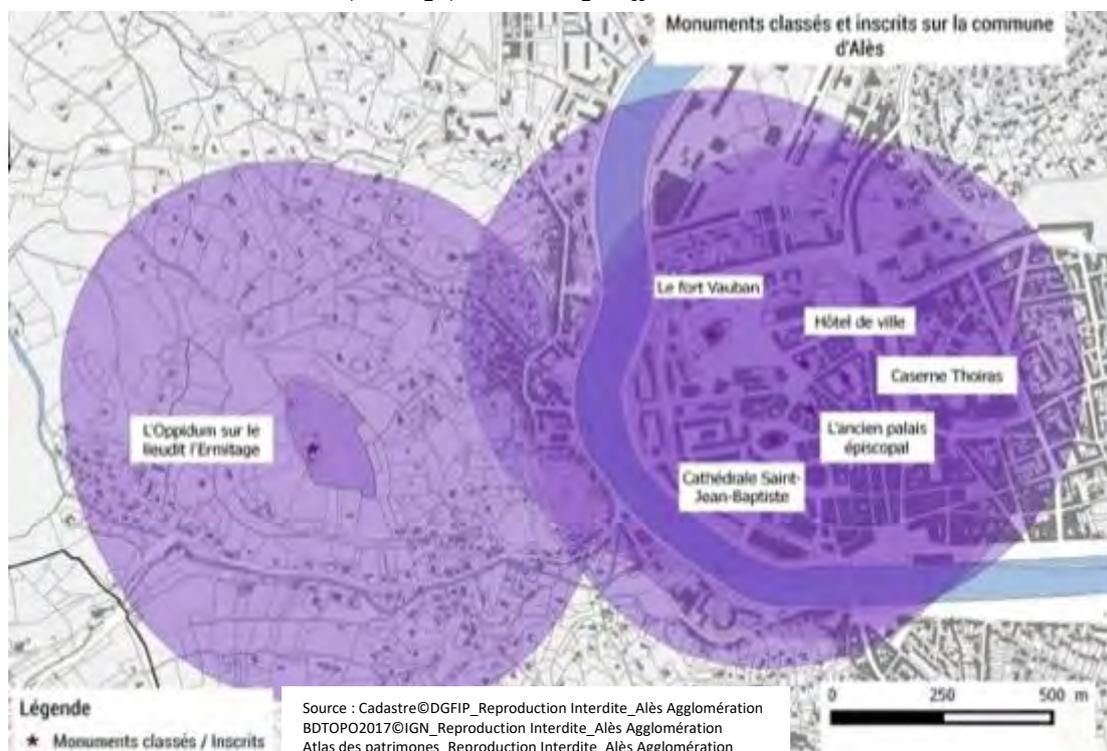 Monuments classés et inscrits sur la commune
d'Alès
Le fort Vauban
Hôtel de ville
Caserne Thoiras
L'Oppidum sur le
lieudit l'Ermitage
L'ancien palais
épiscopal
Cathédrale Saint-
Jean-Baptiste
Légende
★ Monuments classés / Inscrits
Source : Cadastre©DGFIP_Reproduction Interdite_Alès Agglomération
BDTOPO2017©IGN_Reproduction Interdite_Alès Agglomération
Atlas des patrimones_Reproduction Interdite_Alès Agglomération
0 250 500 m